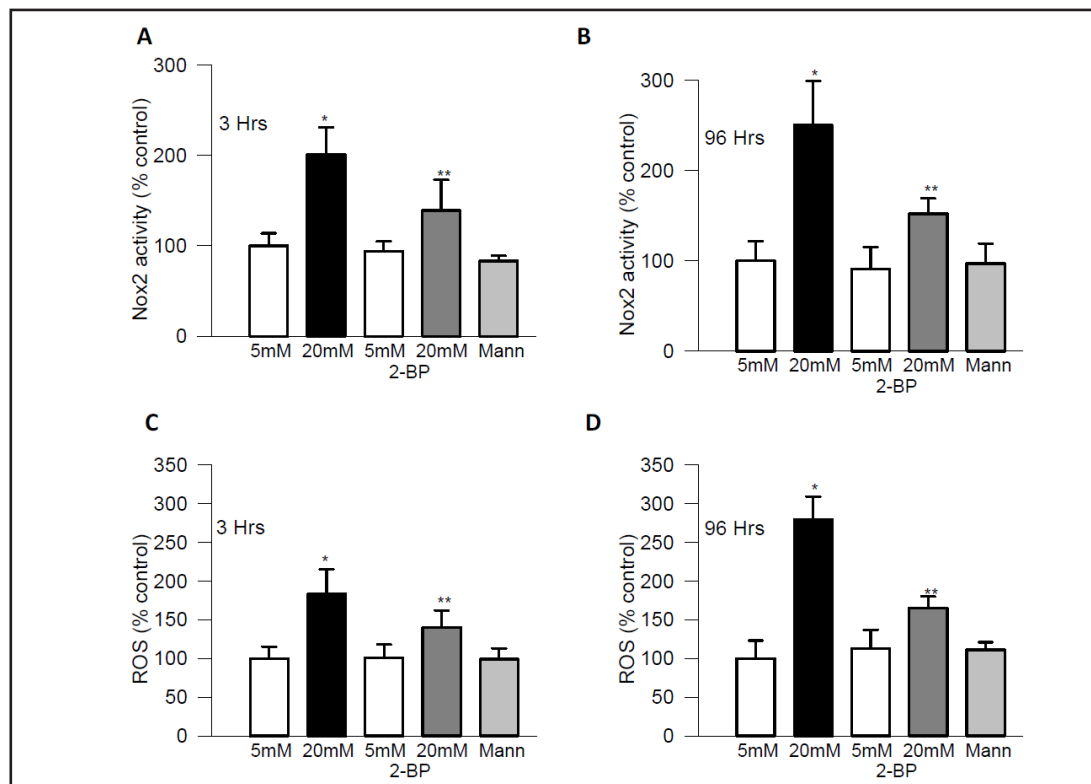 A
Nox2 activity (% control)
300
200
100
0
3 Hrs
*
**
5mM 20mM 5mM 20mM Mann
2-BP
B
Nox2 activity (% control)
300
200
100
0
96 Hrs
*
**
5mM 20mM 5mM 20mM Mann
2-BP
C
ROS (% control)
350
300
250
200
150
100
50
0
3 Hrs
*
**
5mM 20mM 5mM 20mM Mann
2-BP
D
ROS (% control)
350
300
250
200
150
100
50
0
96 Hrs
*
**
5mM 20mM 5mM 20mM Mann
2-BP